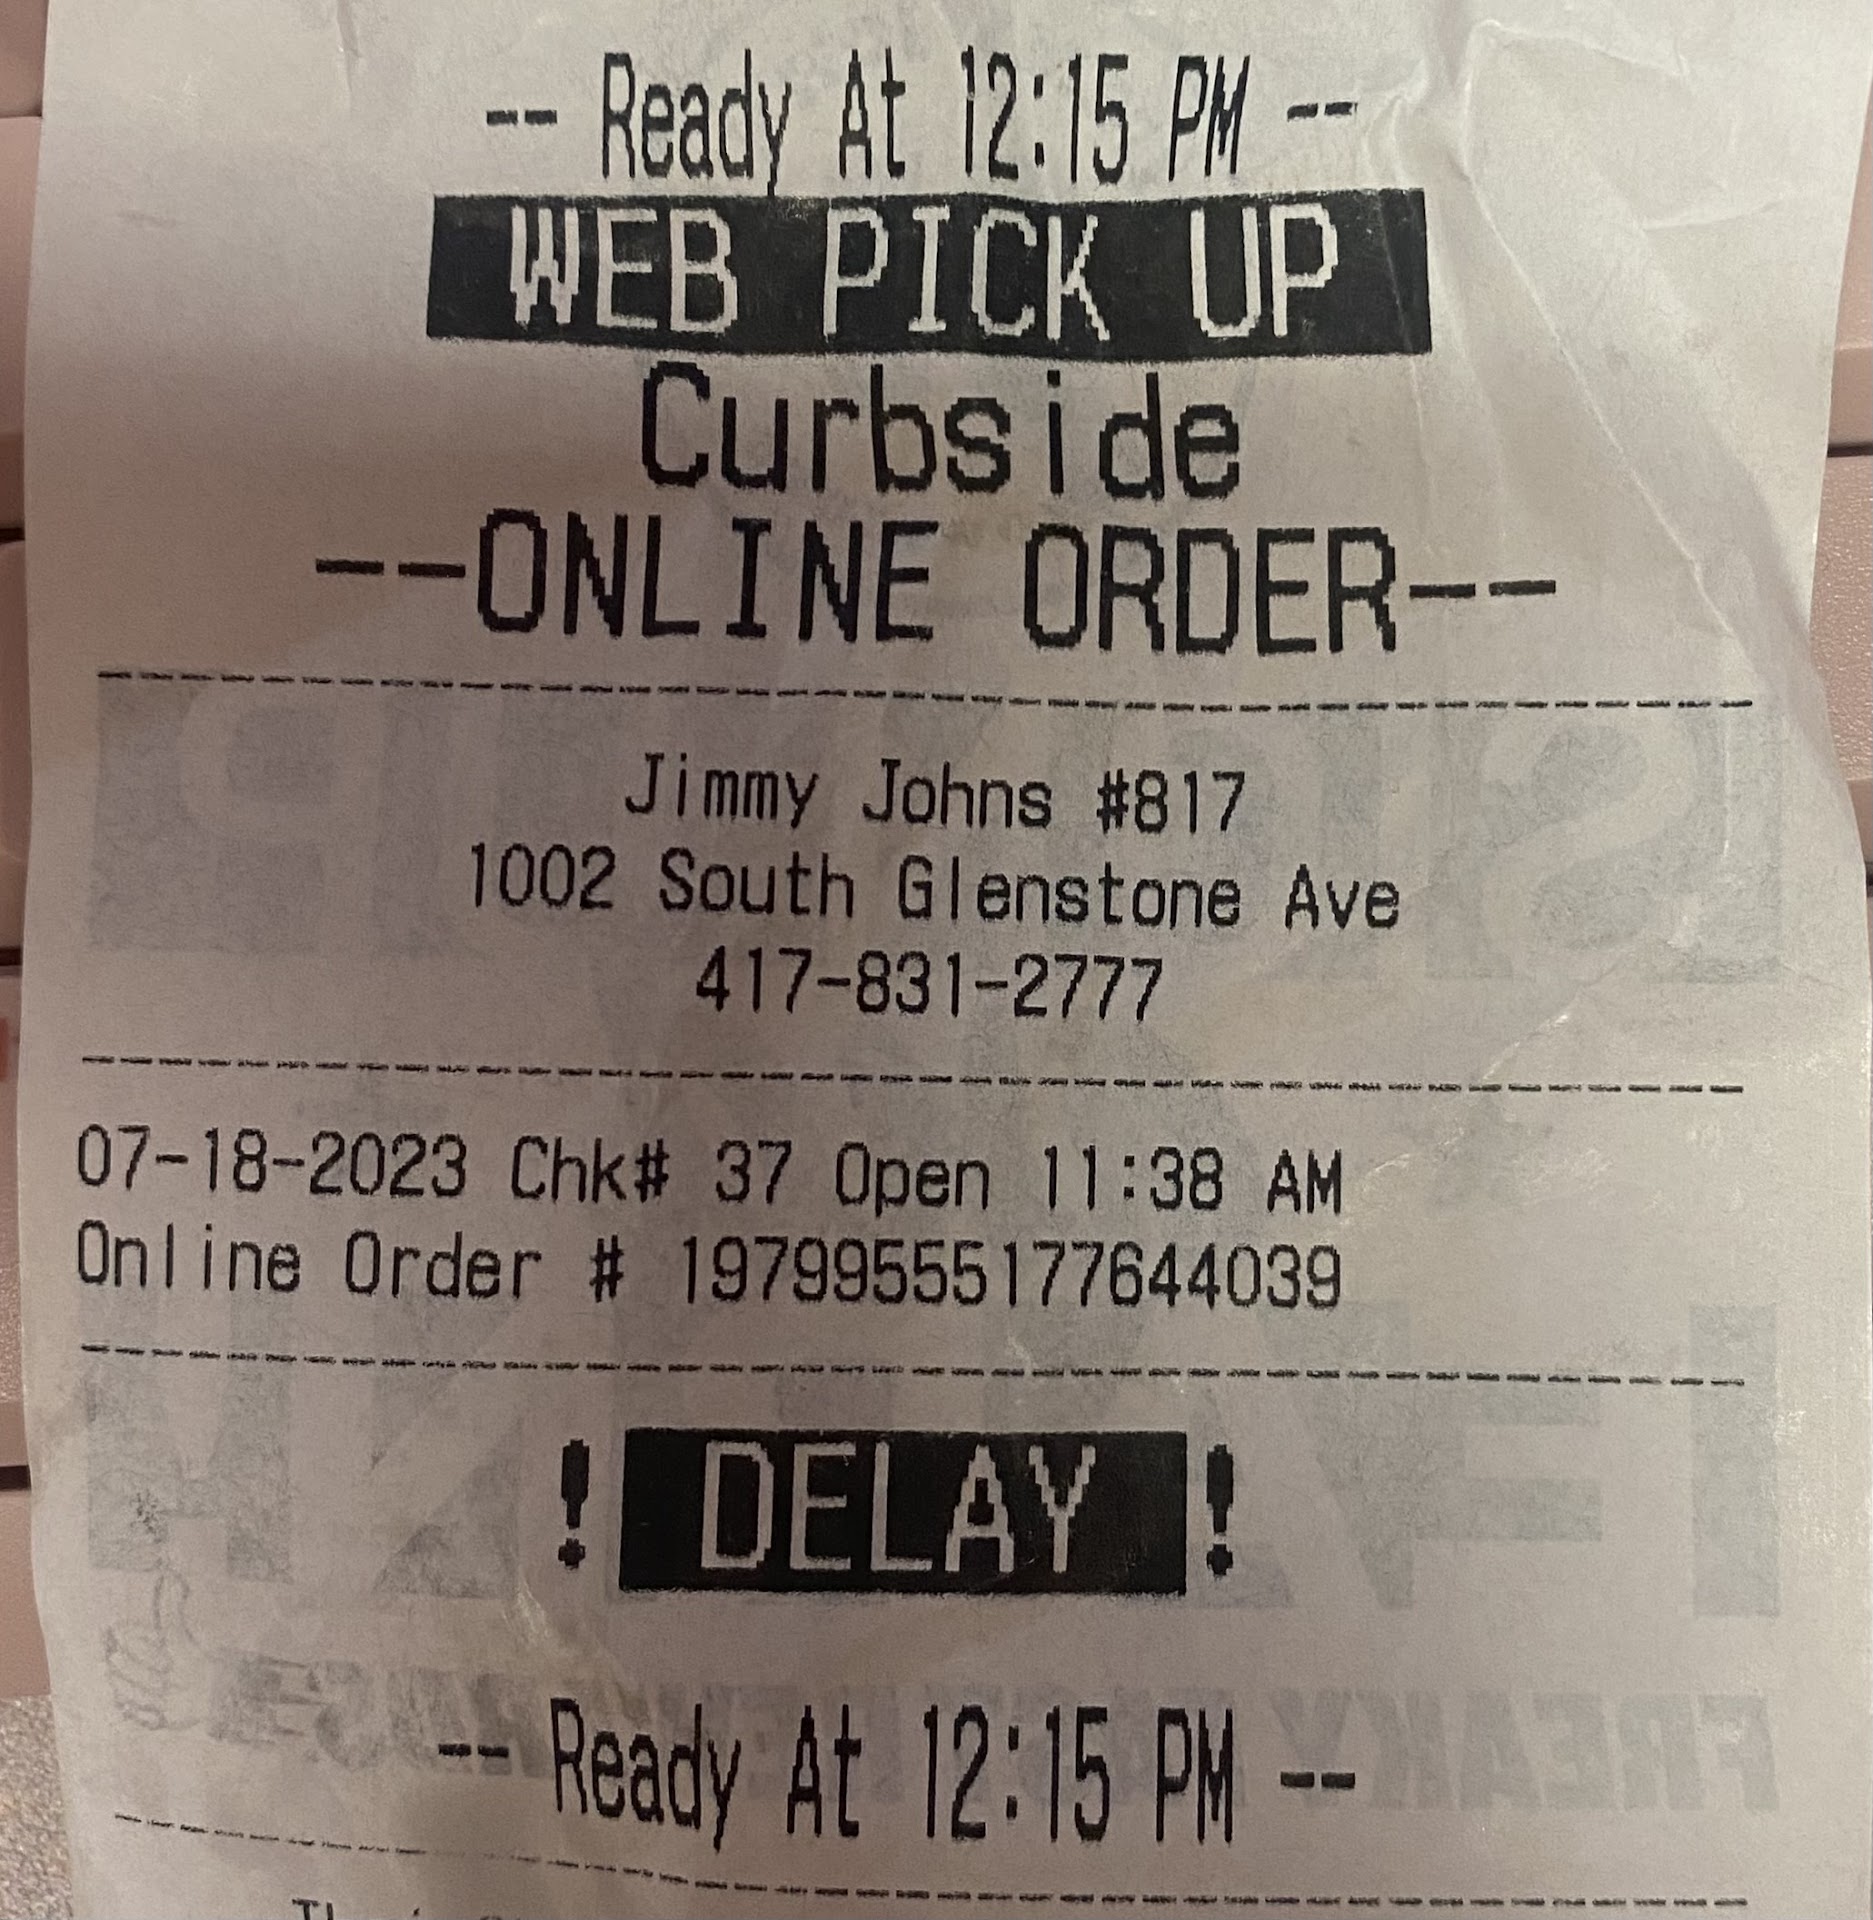 -- Ready At 12:15 PM --
WEB PICK UP
Curbside
--ONLINE ORDER--
Jimmy Johns #817
1002 South Glenstone Ave
417-831-2777
07-18-2023 Chk# 37 Open 11:38 AM
Online Order # 19799555177644039
! DELAY !
-- Ready At 12:15 PM --